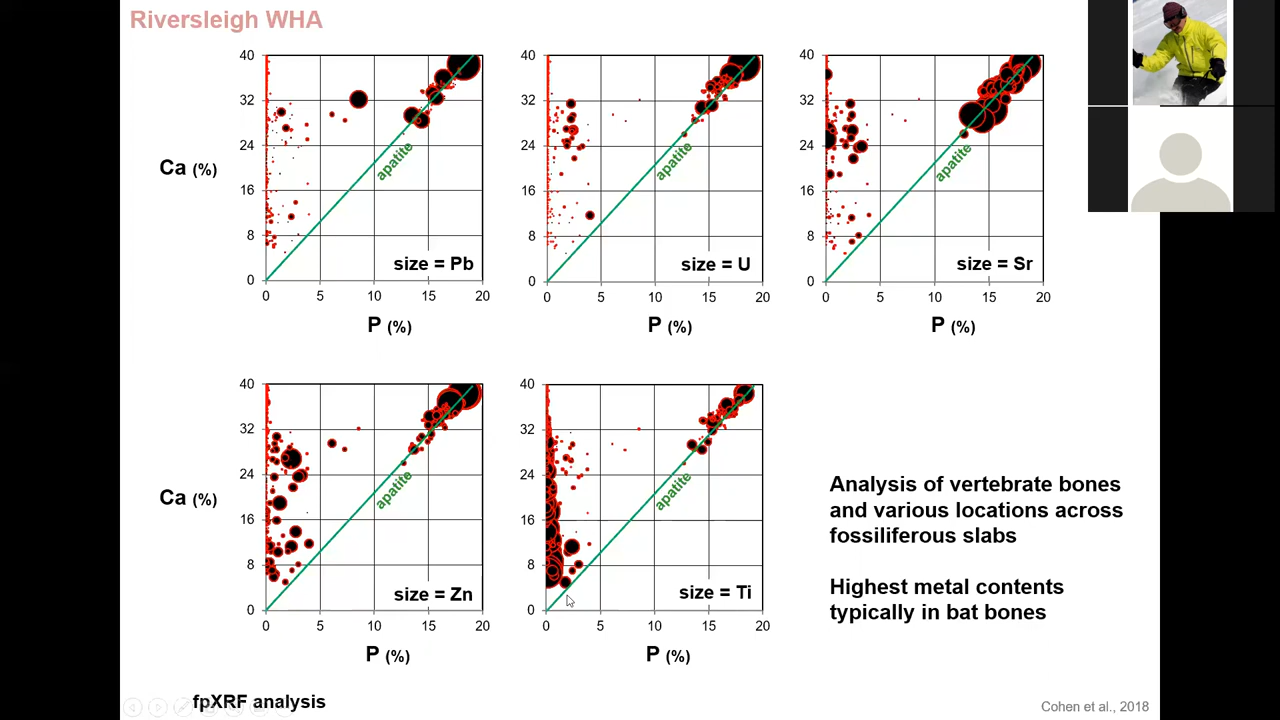 Riversleigh WHA
40
32
24
16
8
0
Ca (%)
apatite
size = Pb
0 5 10 15 20
P (%)
40
32
24
16
8
0
apatite
size = U
0 5 10 15 20
P (%)
40
32
24
16
8
0
apatite
size = Sr
0 5 10 15 20
P (%)
40
32
24
16
8
0
Ca (%)
apatite
size = Zn
0 5 10 15 20
P (%)
40
32
24
16
8
0
apatite
size = Ti
0 5 10 15 20
P (%)
Analysis of vertebrate bones
and various locations across
fossiliferous slabs
Highest metal contents
typically in bat bones
fpXRF analysis
Cohen et al., 2018